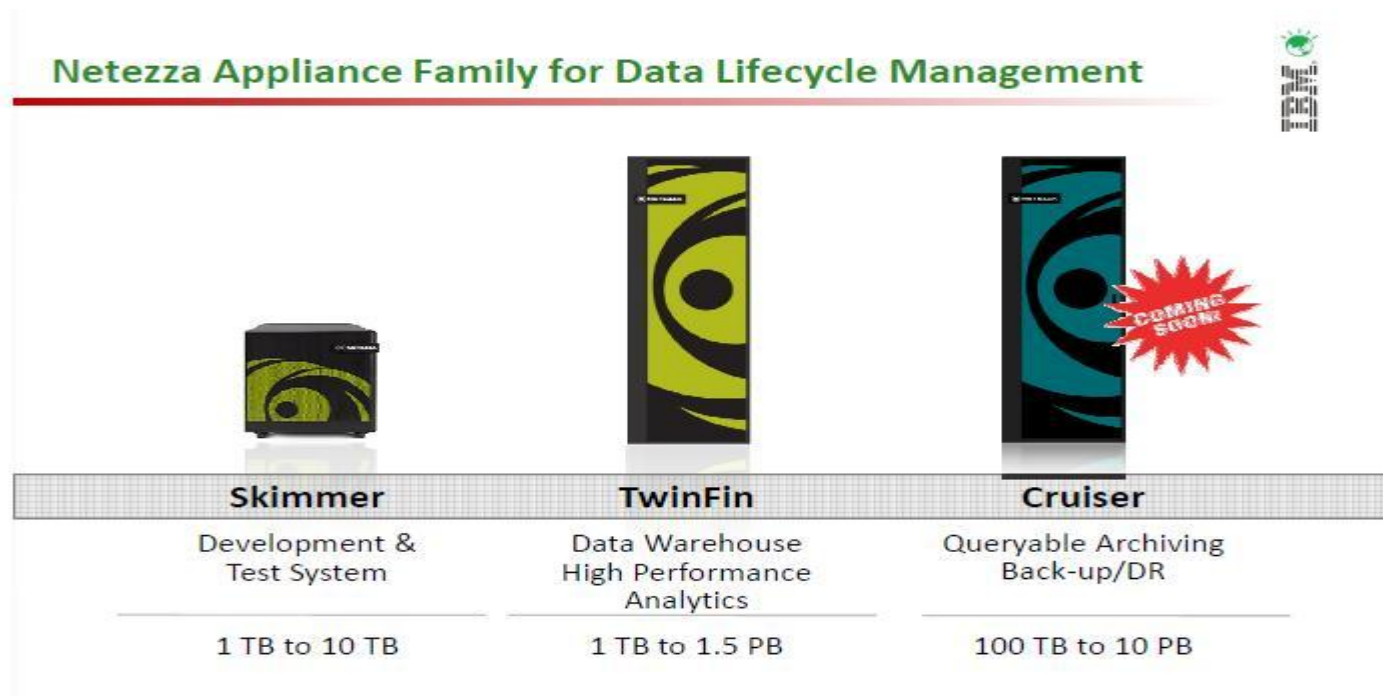 Netezza Appliance Family for Data Lifecycle Management
IBM
COMING
SOON!
Skimmer
TwinFin
Cruiser
Development &
Test System
Data Warehouse
High Performance
Analytics
Queryable Archiving
Back-up/DR
1 TB to 10 TB
1 TB to 1.5 PB
100 TB to 10 PB